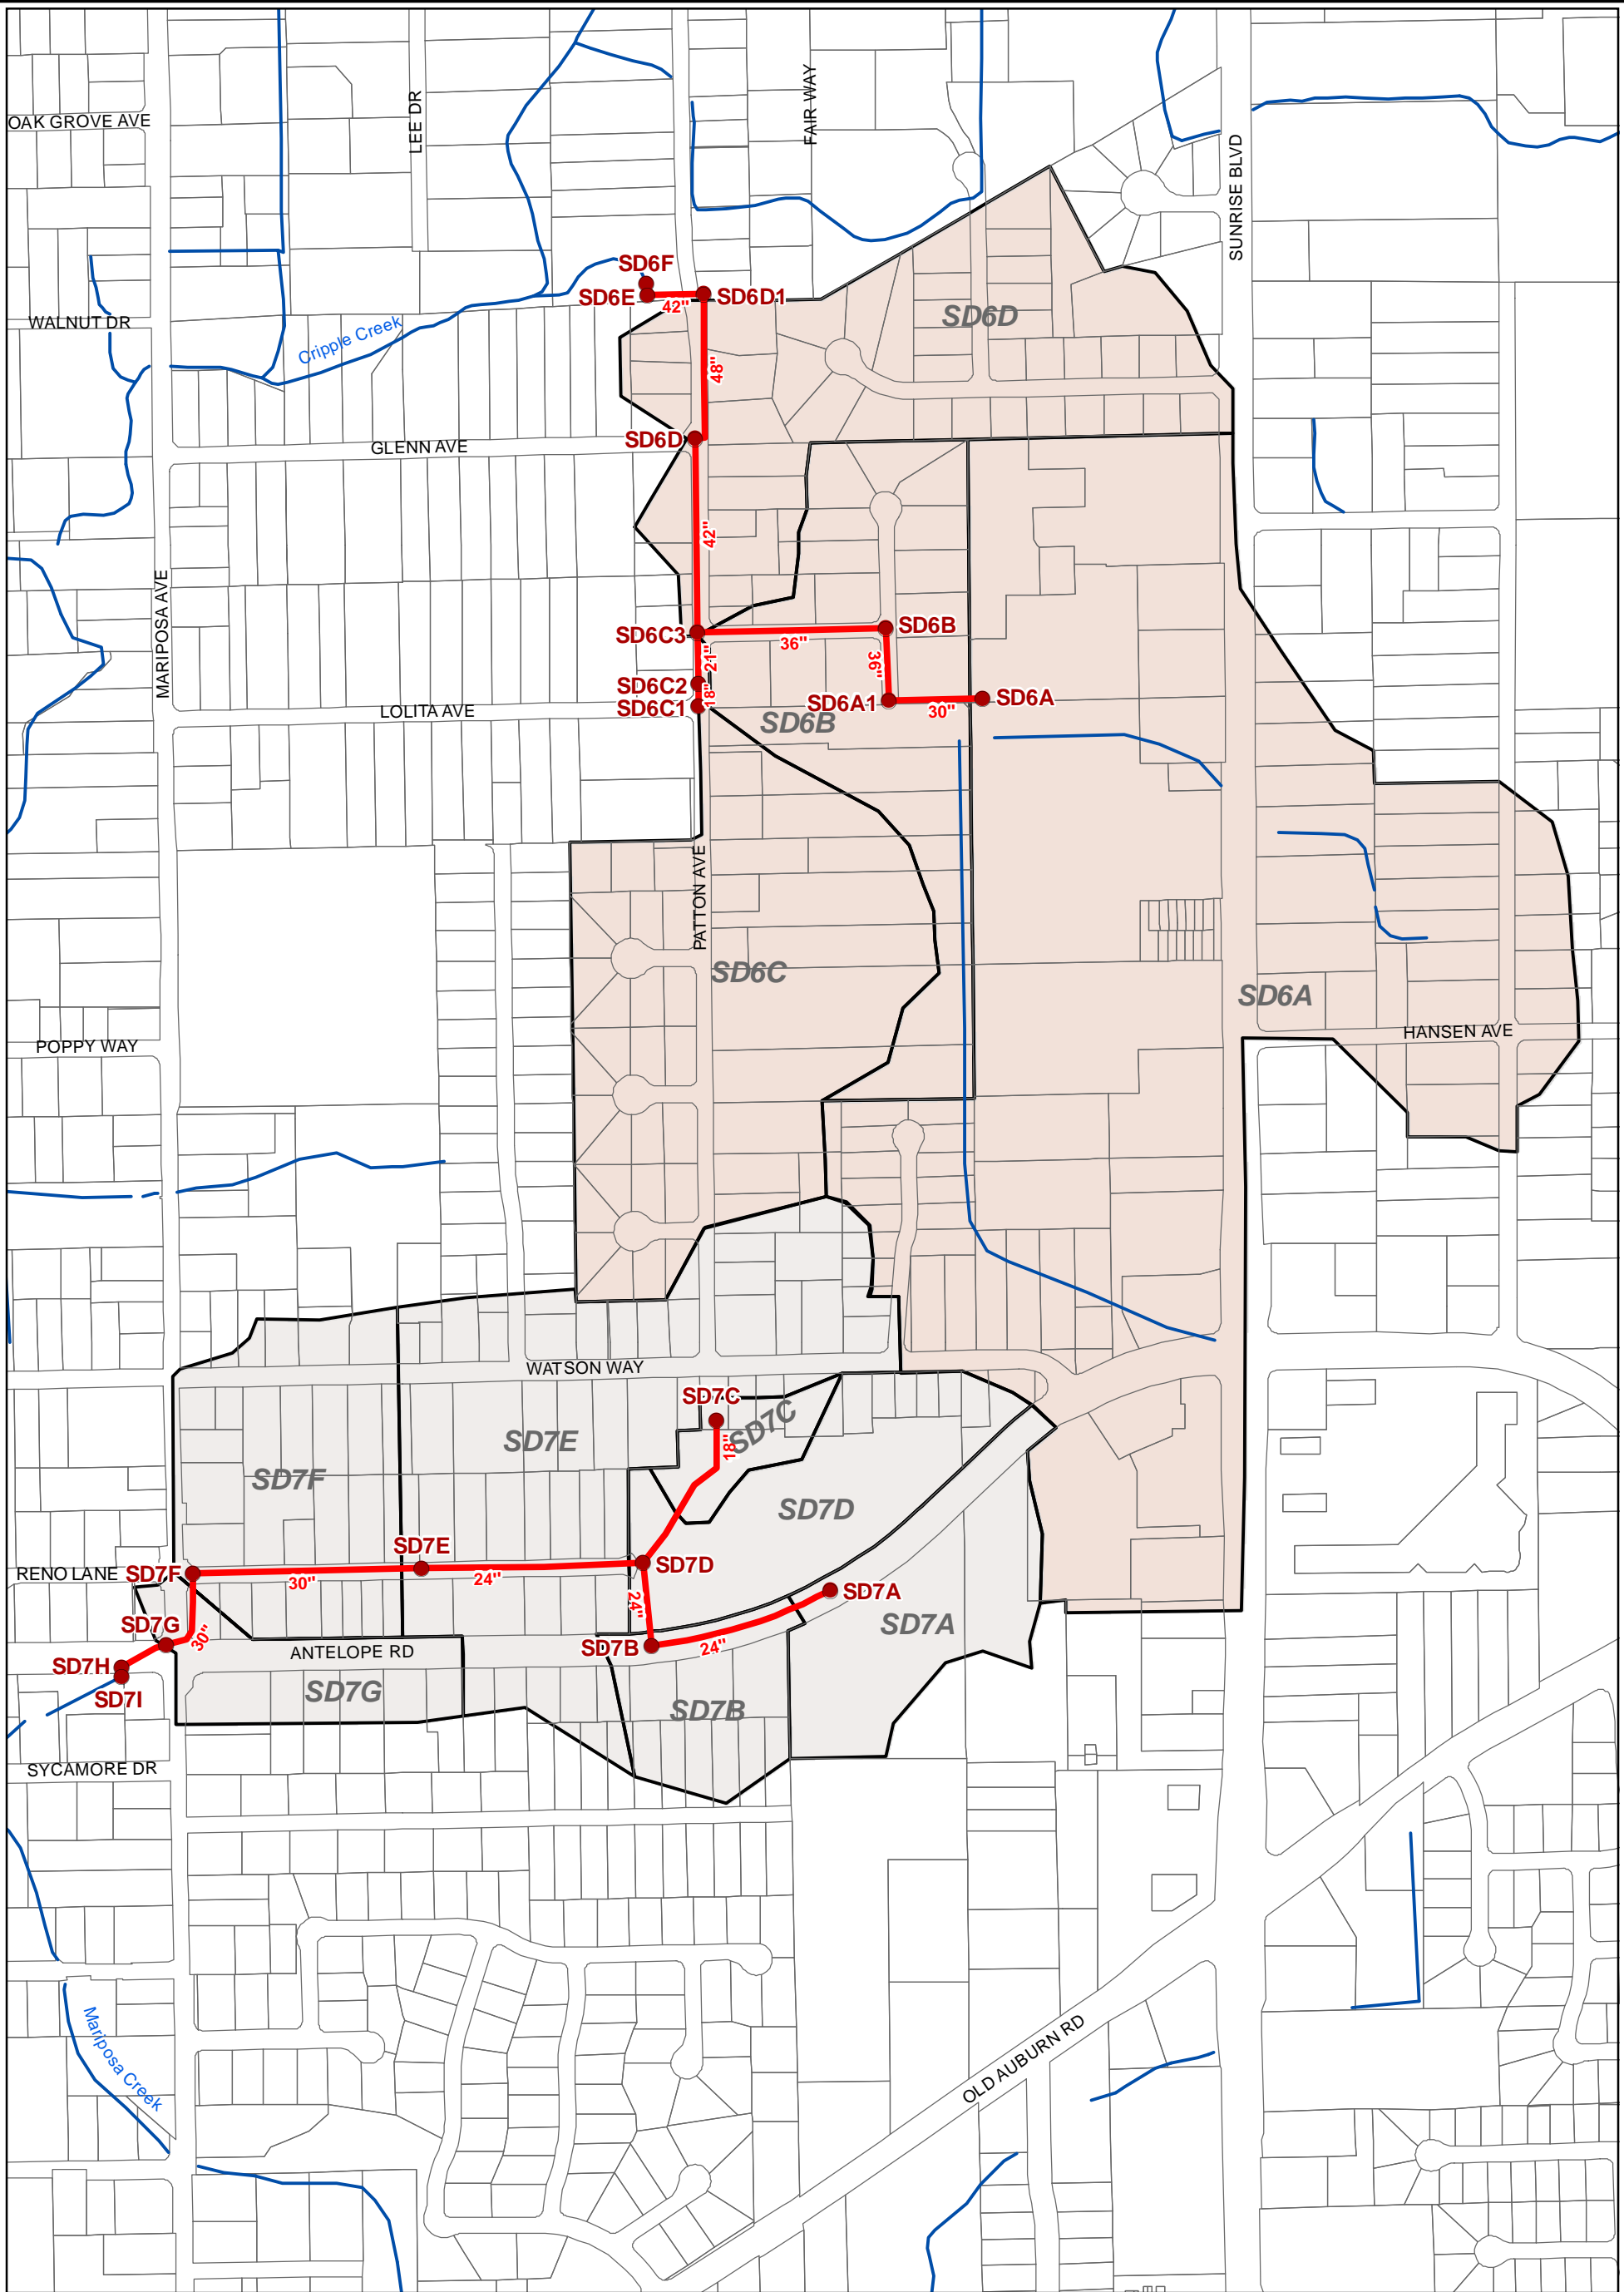 OAK GROVE AVE
LEE DR
FAIR WAY
SUNRISE BLVD
SD6F
SD6E
42"
SD6D1
SD6D
WALNUT DR
Cripple Creek
48"
SD6D
GLENN AVE
42"
MARIPOSA AVE
SD6C3
36"
SD6B
21"
36"
SD6C2
18"
SD6A1
SD6A
SD6C1
30"
LOLITA AVE
SD6B
PATTON AVE
SD6C
SD6A
HANSEN AVE
POPPY WAY
WATSON WAY
SD7C
SD7C
SD7E
18"
SD7F
SD7D
SD7E
RENO LANE
SD7F
30"
24"
SD7D
SD7A
24"
SD7G
30"
SD7A
ANTELOPE RD
SD7B
24"
SD7H
SD7I
SD7G
SD7B
SYCAMORE DR
Mariposa Creek
OLD AUBURN RD